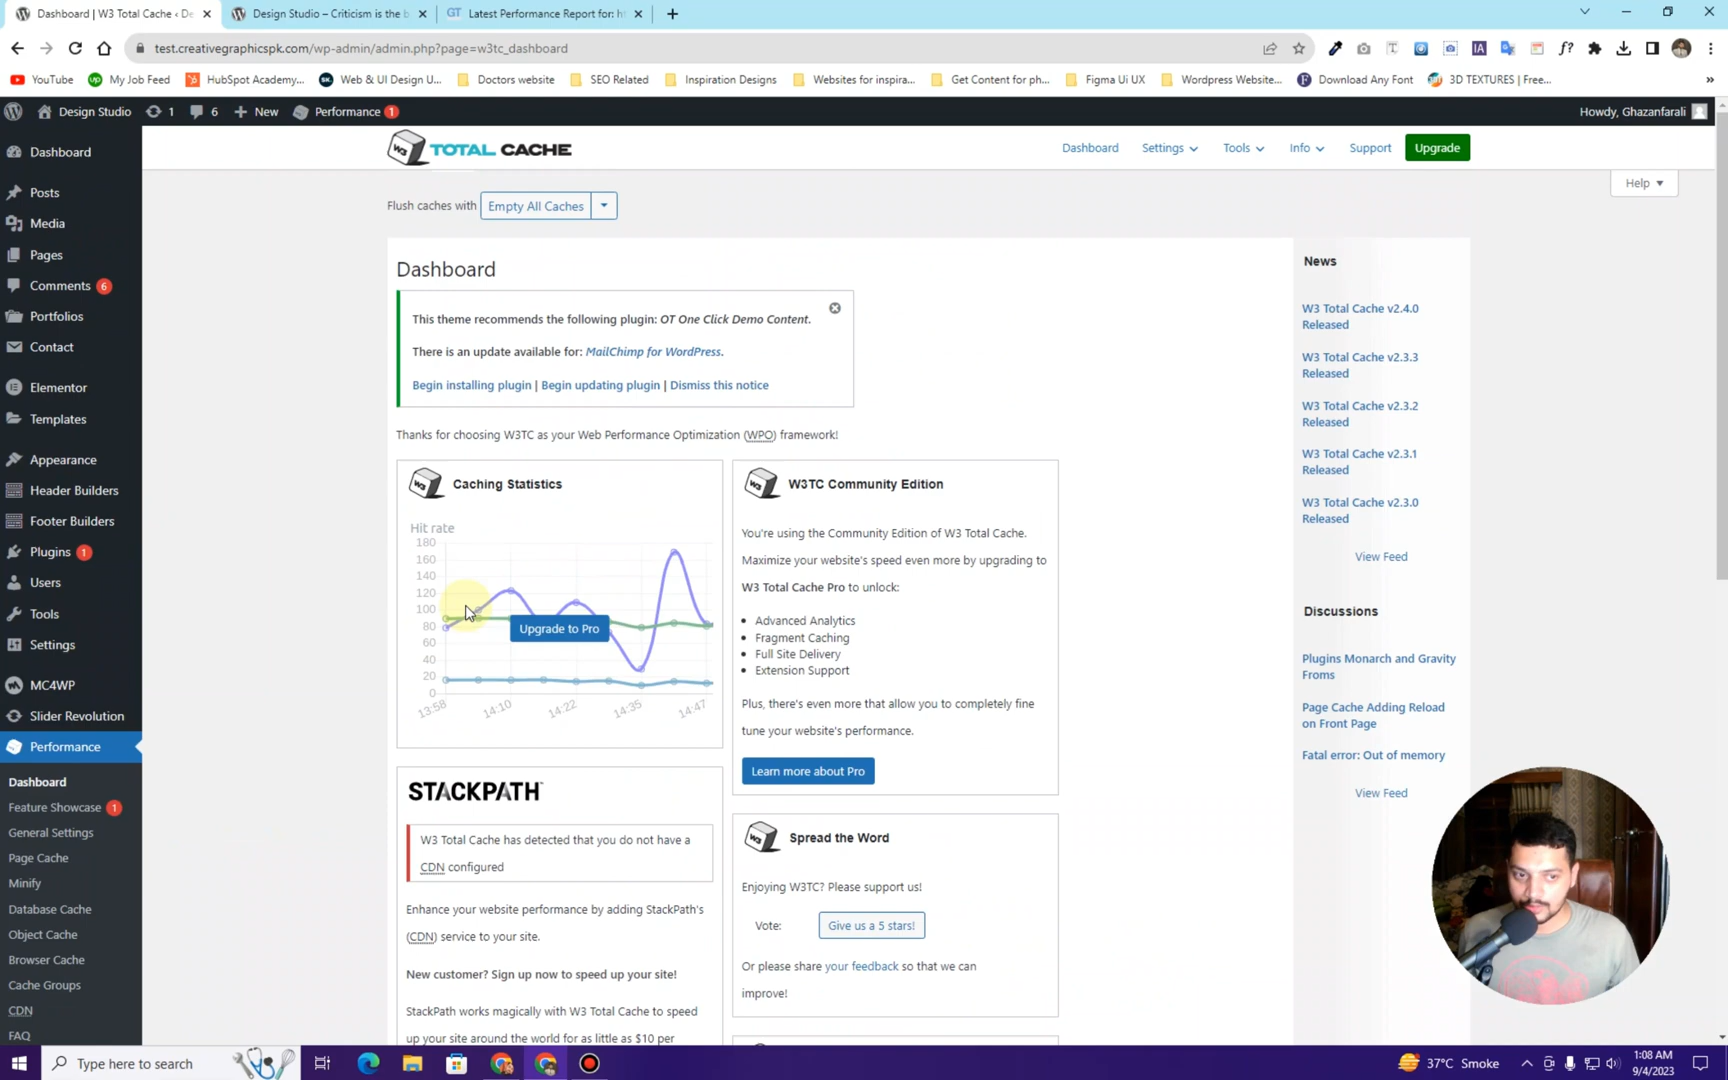 Dashboard | W3 Total Cache ‹ De
Design Studio – Criticism is the b
GT Latest Performance Report for: h
test.creativegraphicspk.com/wp-admin/admin.php?page=w3tc_dashboard
YouTube
My Job Feed
HubSpot Academy...
Web & UI Design U...
Doctors website
SEO Related
Inspiration Designs
Websites for inspira...
Get Content for ph...
Figma Ui UX
Wordpress Website...
Download Any Font
3D TEXTURES | Free...
Design Studio
1
6
New
Performance 1
Howdy, Ghazanfarali
Dashboard
Posts
Media
Pages
Comments 6
Portfolios
Contact
Elementor
Templates
Appearance
Header Builders
Footer Builders
Plugins 1
Users
Tools
Settings
MC4WP
Slider Revolution
Performance
Dashboard
Feature Showcase 1
General Settings
Page Cache
Minify
Database Cache
Object Cache
Browser Cache
Cache Groups
CDN
FAQ
W3 TOTAL CACHE
Dashboard
Settings
Tools
Info
Support
Upgrade
Help
Flush caches with Empty All Caches
Dashboard
This theme recommends the following plugin: OT One Click Demo Content.
There is an update available for: MailChimp for WordPress.
Begin installing plugin | Begin updating plugin | Dismiss this notice
Thanks for choosing W3TC as your Web Performance Optimization (WPO) framework!
W3 Caching Statistics
Hit rate
180
160
140
120
100
80
60
40
20
0
13:58
14:10
14:22
14:35
14:47
Upgrade to Pro
STACKPATH
W3 Total Cache has detected that you do not have a
CDN configured
Enhance your website performance by adding StackPath's
(CDN) service to your site.
New customer? Sign up now to speed up your site!
StackPath works magically with W3 Total Cache to speed
up your site around the world for as little as $10 per
W3 W3TC Community Edition
You're using the Community Edition of W3 Total Cache.
Maximize your website's speed even more by upgrading to
W3 Total Cache Pro to unlock:
Advanced Analytics
Fragment Caching
Full Site Delivery
Extension Support
Plus, there's even more that allow you to completely fine
tune your website's performance.
Learn more about Pro
W3 Spread the Word
Enjoying W3TC? Please support us!
Vote: Give us a 5 stars!
Or please share your feedback so that we can
improve!
News
W3 Total Cache v2.4.0
Released
W3 Total Cache v2.3.3
Released
W3 Total Cache v2.3.2
Released
W3 Total Cache v2.3.1
Released
W3 Total Cache v2.3.0
Released
View Feed
Discussions
Plugins Monarch and Gravity
Froms
Page Cache Adding Reload
on Front Page
Fatal error: Out of memory
View Feed
Type here to search
37°C Smoke
1:08 AM
9/4/2023